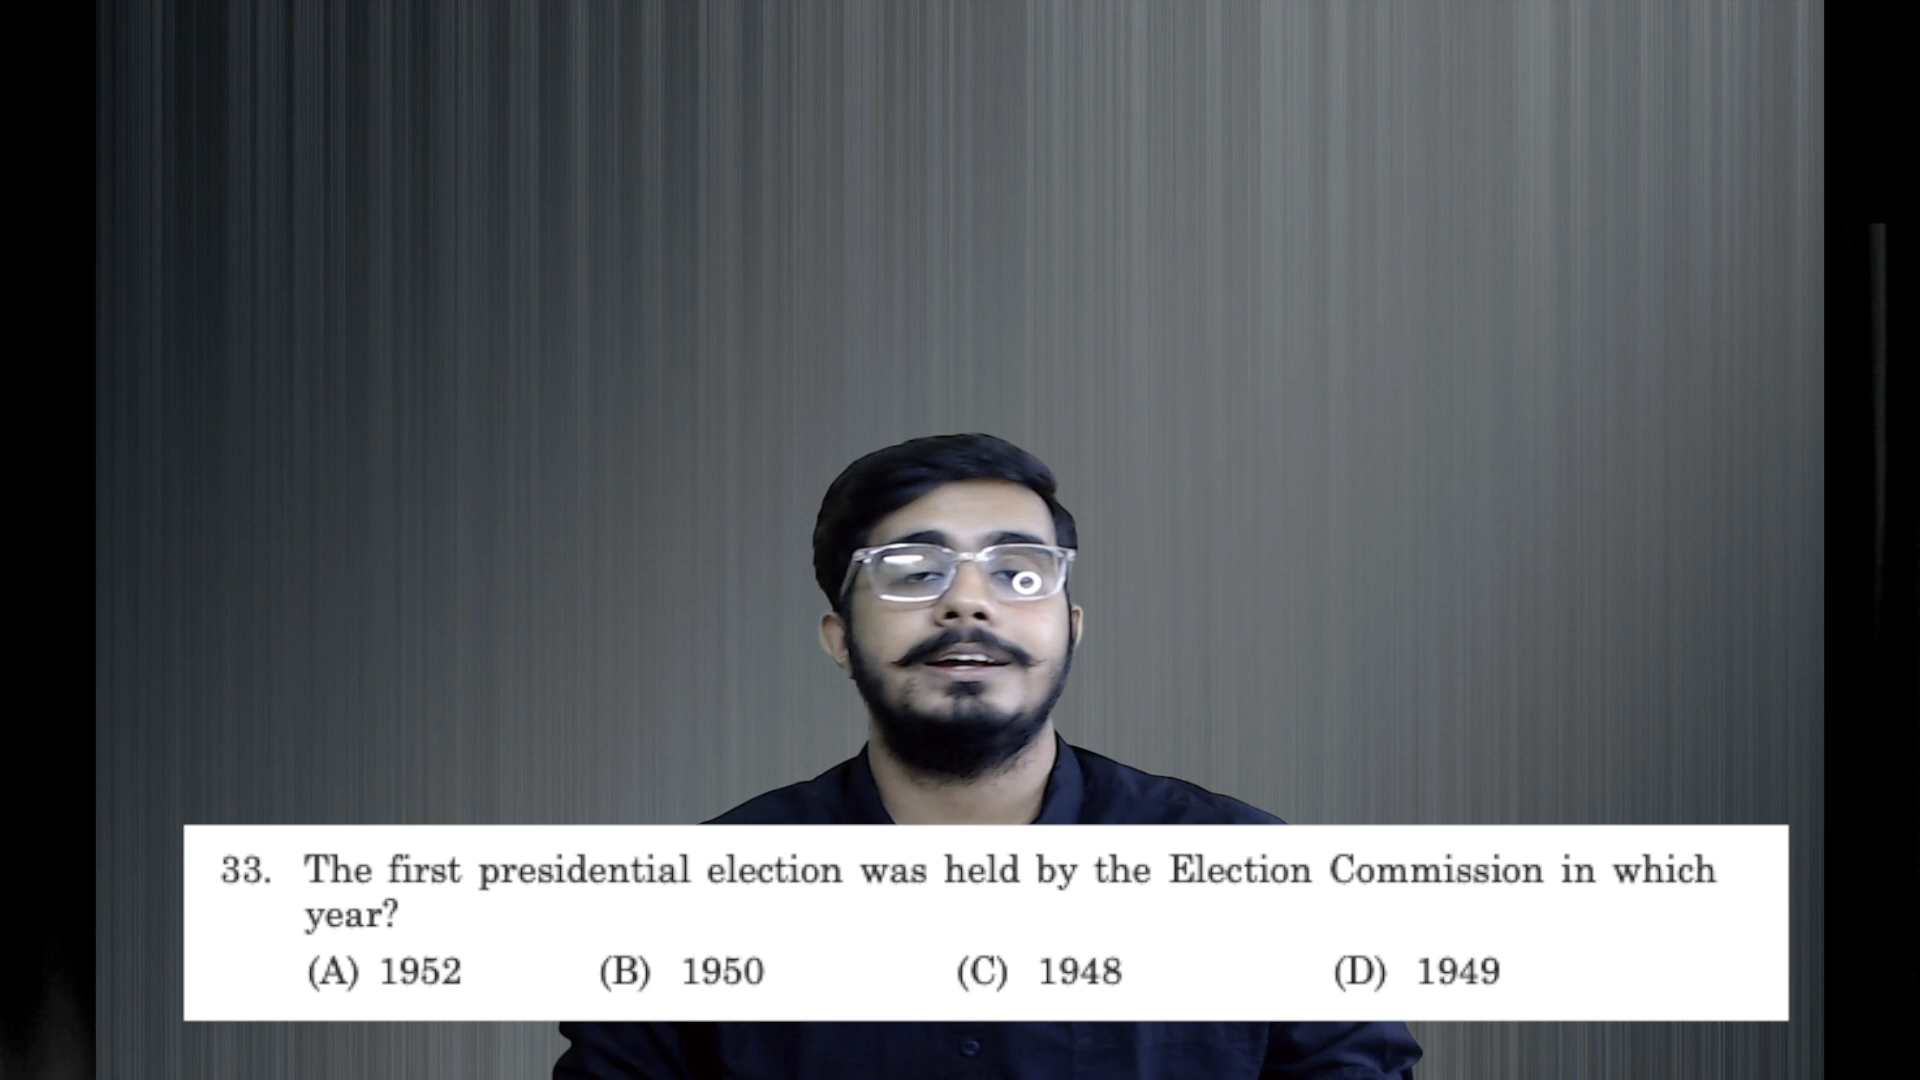 33. The first presidential election was held by the Election Commission in which
year?
(A) 1952 (B) 1950 (C) 1948 (D) 1949